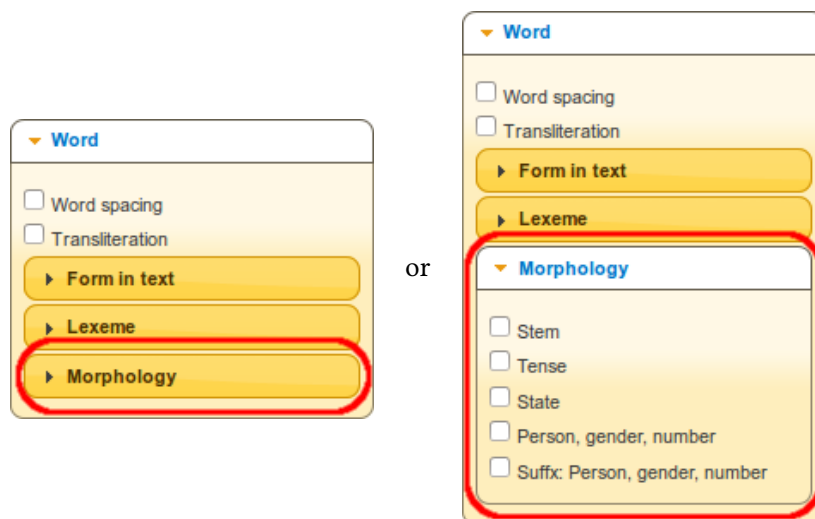 Word
Word spacing
Transliteration
Form in text
Lexeme
Morphology
or
Word
Word spacing
Transliteration
Form in text
Lexeme
Morphology
Stem
Tense
State
Person, gender, number
Suffx: Person, gender, number